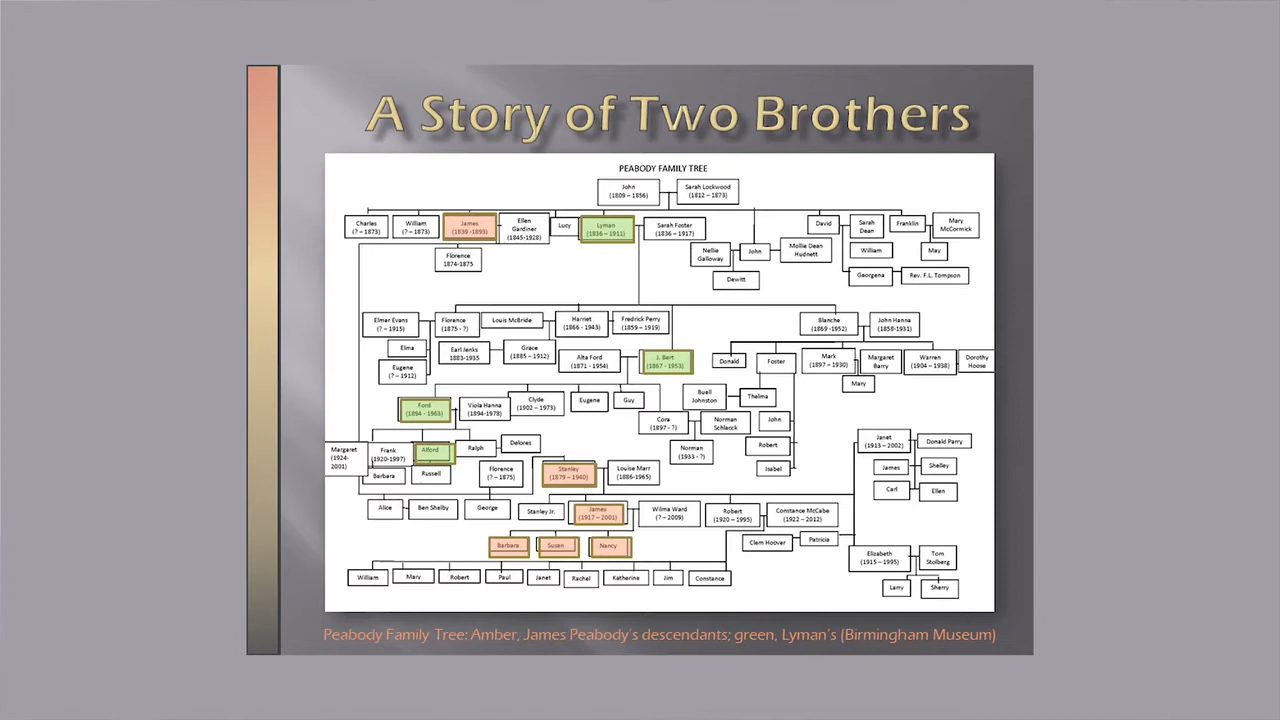 A Story of Two Brothers
PEABODY FAMILY TREE
John
(1809 – 1856)
Sarah Lockwood
(1812 – 1873)
Charles
(? – 1873)
William
(? – 1873)
James
(1839 -1893)
Ellen
Gardiner
(1845-1928)
Lucy
Lyman
(1836 – 1911)
Sarah Foster
(1836 – 1917)
David
Sarah
Dean
Franklin
Mary
McCormick
Florence
1874-1875
Nellie
Galloway
John
Mollie Dean
Hudnett
William
May
Dewitt
Georgena
Rev. F.L. Tompson
Elmer Evans
(? – 1915)
Florence
(1875 - ?)
Louis McBride
Harriet
(1866 - 1943)
Fredrick Perry
(1859 – 1919)
Blanche
(1869 -1952)
John Hanna
(1858-1931)
Elma
Earl Jenks
1883-1935
Grace
(1885 – 1912)
Alta Ford
(1871 - 1954)
J. Bert
(1867 - 1953)
Donald
Foster
Mark
(1897 – 1930)
Margaret
Barry
Warren
(1904 – 1938)
Dorothy
Hoose
Eugene
(? – 1912)
Mary
Ford
(1894 - 1963)
Viola Hanna
(1894-1978)
Clyde
(1902 – 1973)
Eugene
Guy
Buell
Johnston
Thelma
Cora
(1897 - ?)
Norman
Schlacck
John
Margaret
(1924-
2001)
Frank
(1920-1997)
Alford
Ralph
Delores
Norman
(1933 - ?)
Robert
Janet
(1913 – 2002)
Donald Parry
Barbara
Russell
Florence
(? – 1875)
Stanley
(1879 – 1940)
Louise Marr
(1886-1965)
Isabel
James
Shelley
Carl
Ellen
Alice
Ben Shelby
George
Stanley Jr.
James
(1917 – 2001)
Wilma Ward
(? – 2009)
Robert
(1920 – 1995)
Constance McCabe
(1922 – 2012)
Barbara
Susan
Nancy
Clem Hoover
Patricia
Elizabeth
(1915 – 1995)
Tom
Stolberg
William
Mary
Robert
Paul
Janet
Rachel
Katherine
Jim
Constance
Larry
Sherry
Peabody Family Tree: Amber, James Peabody's descendants; green, Lyman's (Birmingham Museum)